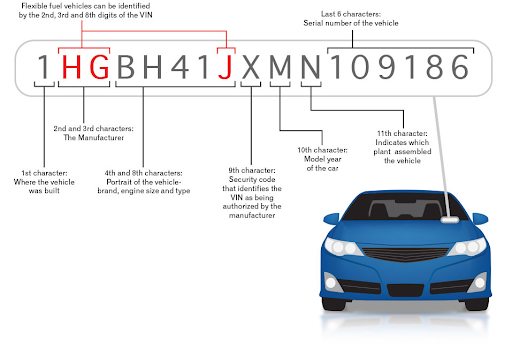 Flexible fuel vehicles can be identified
by the 2nd, 3rd and 8th digits of the VIN
Last 6 characters:
Serial number of the vehicle
1HGBH41JXMN109186
2nd and 3rd characters:
The Manufacturer
11th character:
Indicates which
plant assembled
the vehicle
10th character:
Model year
of the car
1st character:
Where the vehicle
was built
4th and 8th characters:
Portrait of the vehicle-
brand, engine size and type
9th character:
Security code
that identifies the
VIN as being
authorized by the
manufacturer